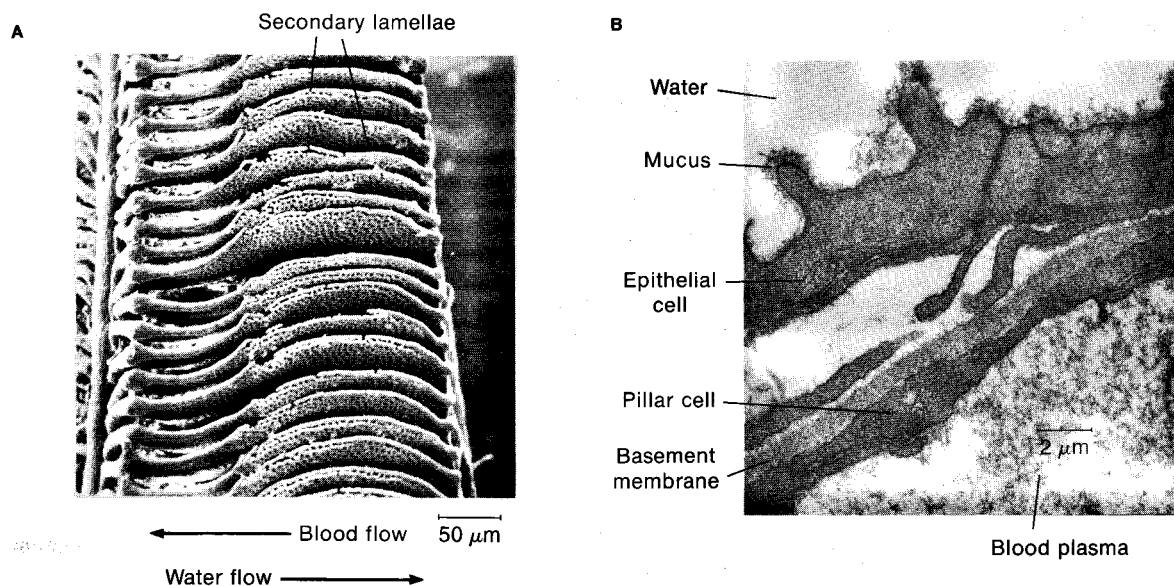 A
Secondary lamellae
Blood flow
50 μm
Water flow
B
Water
Mucus
Epithelial
cell
Pillar cell
Basement
membrane
2 μm
Blood plasma